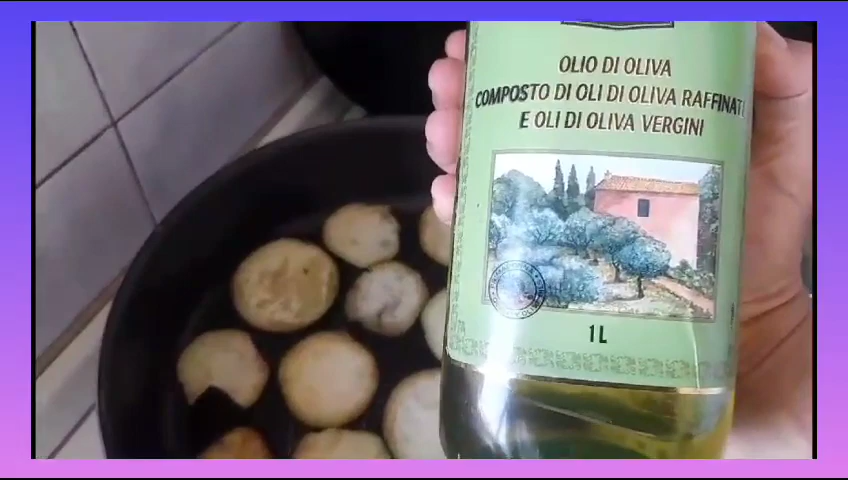 OLIO DI OLIVA
COMPOSTO DI OLI DI OLIVA RAFFINATI
E OLI DI OLIVA VERGINI
1L